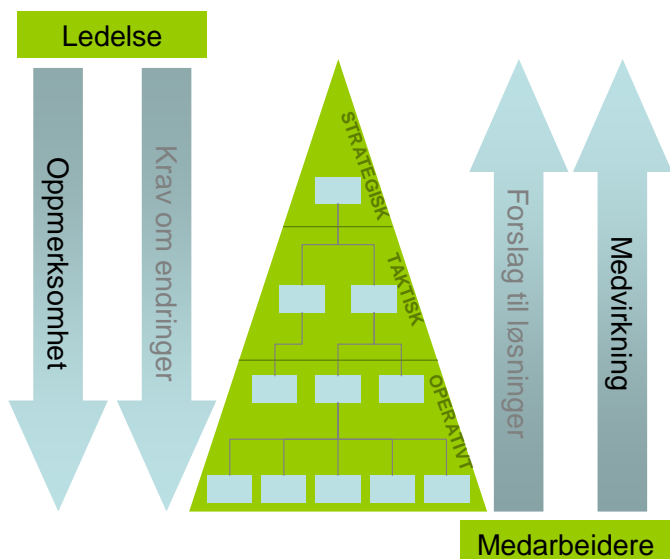 Ledelse
Oppmerksomhet
Krav om endringer
STRATEGISK
TAKTISK
OPERATIVT
Forslag til løsninger
Medvirkning
Medarbeidere